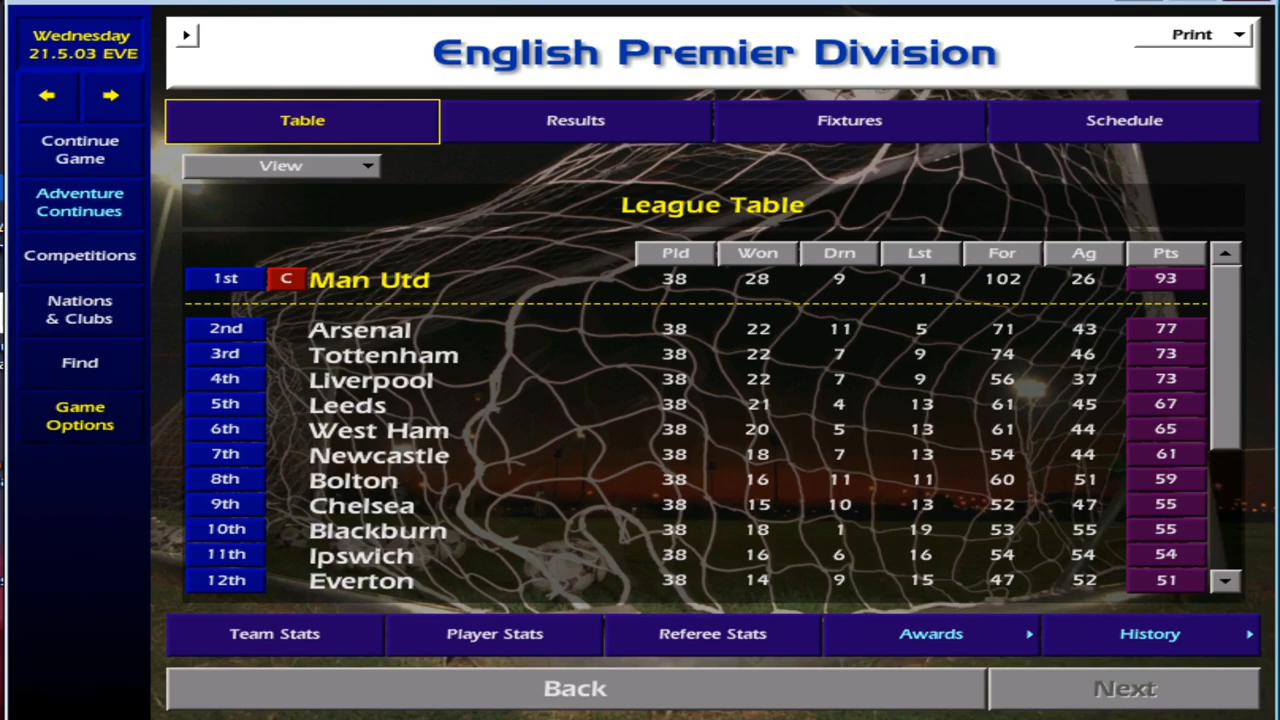 Wednesday
21.5.03 EVE
English Premier Division
Print
Continue
Game
Adventure
Continues
Competitions
Nations
& Clubs
Find
Game
Options
Table Results Fixtures Schedule
View
League Table
Pld Won Drn Lst For Ag Pts
1st C Man Utd 38 28 9 1 102 26 93
2nd Arsenal 38 22 11 5 71 43 77
3rd Tottenham 38 22 7 9 74 46 73
4th Liverpool 38 22 7 9 56 37 73
5th Leeds 38 21 4 13 61 45 67
6th West Ham 38 20 5 13 61 44 65
7th Newcastle 38 18 7 13 54 44 61
8th Bolton 38 16 11 11 60 51 59
9th Chelsea 38 15 10 13 52 47 55
10th Blackburn 38 18 1 19 53 55 55
11th Ipswich 38 16 6 16 54 54 54
12th Everton 38 14 9 15 47 52 51
Team Stats Player Stats Referee Stats Awards History
Back Next